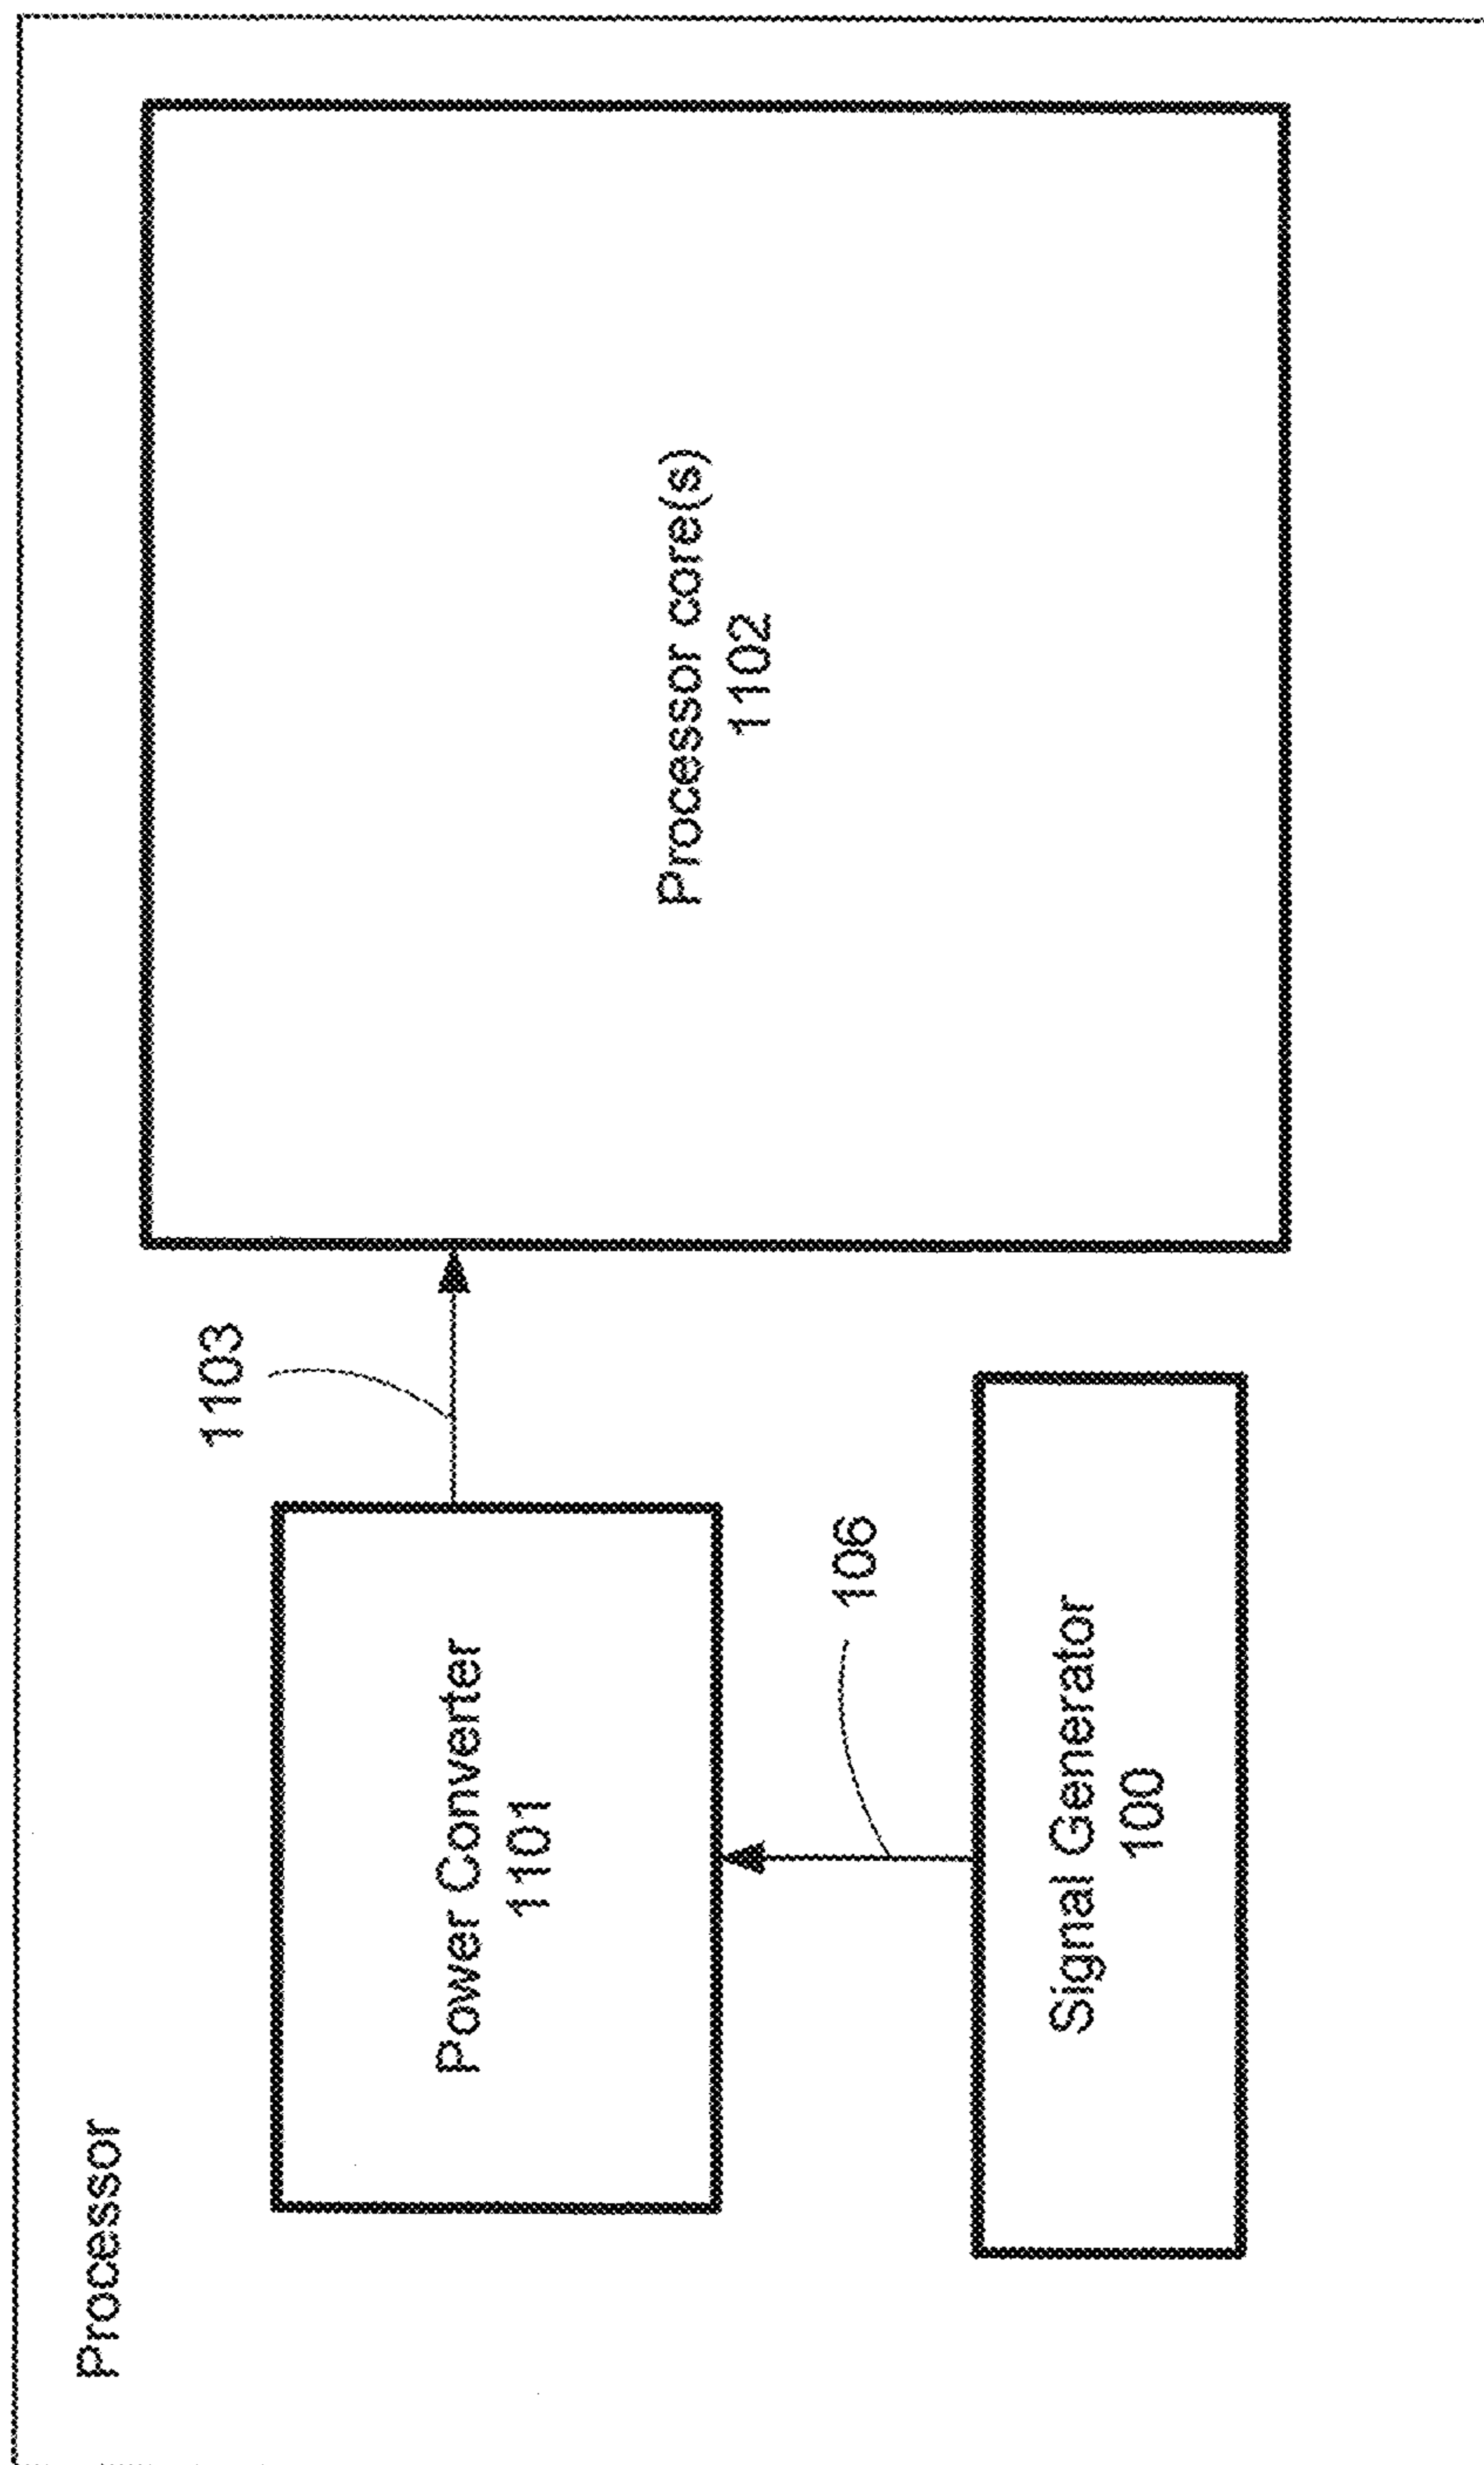 Processor
Power Converter
1101
1103
Processor core(s)
1102
106
Signal Generator
100